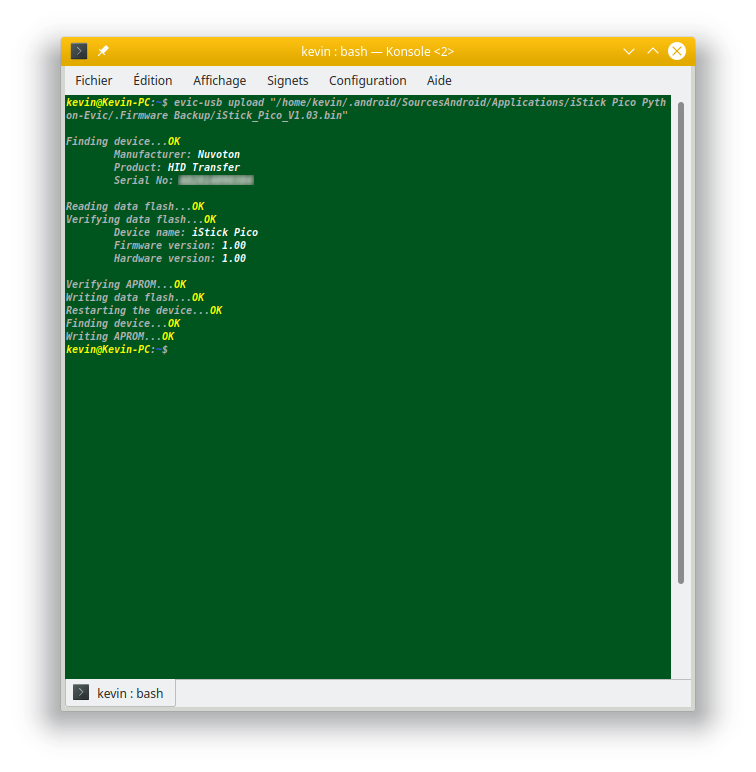 kevin : bash — Konsole <2>
Fichier Édition Affichage Signets Configuration Aide
kevin@Kevin-PC:~$ evic-usb upload "/home/kevin/.android/SourcesAndroid/Applications/iStick Pico Pyth
on-Evic/.Firmware Backup/iStick_Pico_V1.03.bin"
Finding device...OK
Manufacturer: Nuvoton
Product: HID Transfer
Serial No:
Reading data flash...OK
Verifying data flash...OK
Device name: iStick Pico
Firmware version: 1.00
Hardware version: 1.00
Verifying APROM...OK
Writing data flash...OK
Restarting the device...OK
Finding device...OK
Writing APROM...OK
kevin@Kevin-PC:~$
kevin : bash